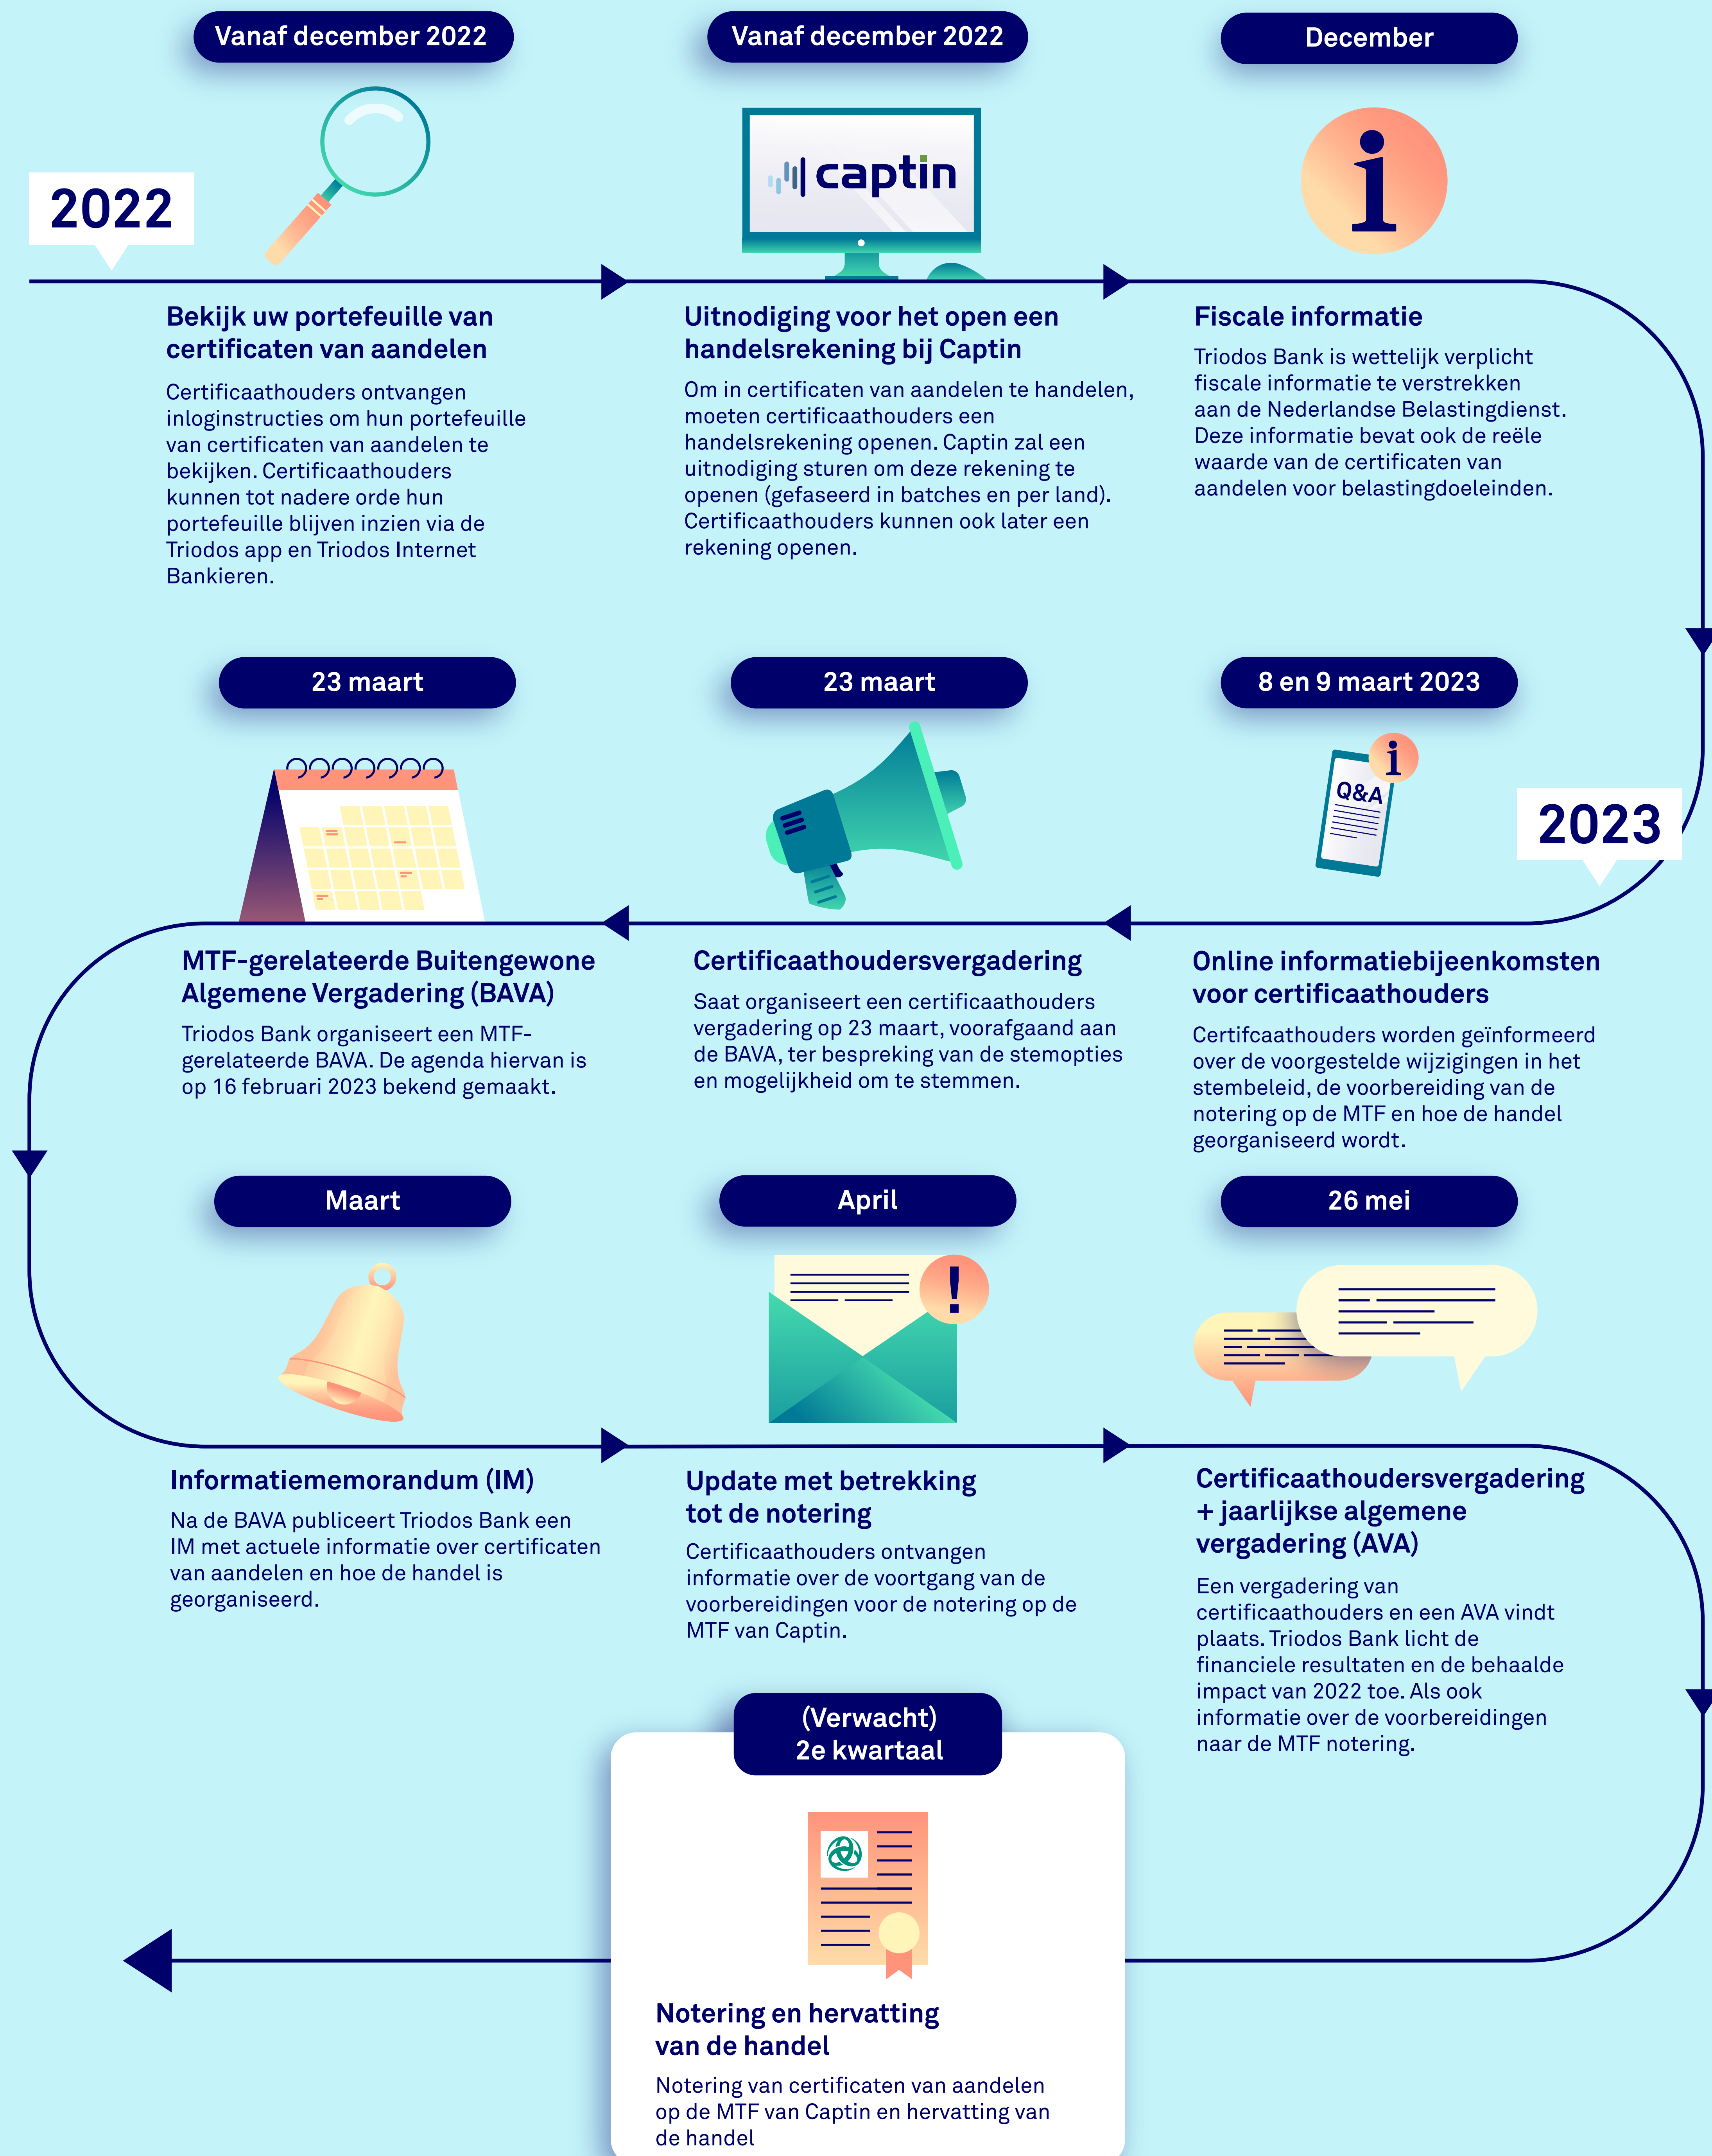 Vanaf december 2022
2022
Bekijk uw portefeuille van
certificaten van aandelen
Certificaathouders ontvangen
inloginstructies om hun portefeuille
van certificaten van aandelen te
bekijken. Certificaathouders
kunnen tot nadere orde hun
portefeuille blijven inzien via de
Triodos app en Triodos Internet
Bankieren.
Vanaf december 2022
captin
Uitnodiging voor het open een
handelsrekening bij Captin
Om in certificaten van aandelen te handelen,
moeten certificaathouders een
handelsrekening openen. Captin zal een
uitnodiging sturen om deze rekening te
openen (gefaseerd in batches en per land).
Certificaathouders kunnen ook later een
rekening openen.
December
i
Fiscale informatie
Triodos Bank is wettelijk verplicht
fiscale informatie te verstrekken
aan de Nederlandse Belastingdienst.
Deze informatie bevat ook de reële
waarde van de certificaten van
aandelen voor belastingdoeleinden.
8 en 9 maart 2023
i
Q&A
2023
Online informatiebijeenkomsten
voor certificaathouders
Certifcaathouders worden geïnformeerd
over de voorgestelde wijzigingen in het
stembeleid, de voorbereiding van de
notering op de MTF en hoe de handel
georganiseerd wordt.
23 maart
Certificaathoudersvergadering
Saat organiseert een certificaathouders
vergadering op 23 maart, voorafgaand aan
de BAVA, ter bespreking van de stemopties
en mogelijkheid om te stemmen.
23 maart
MTF-gerelateerde Buitengewone
Algemene Vergadering (BAVA)
Triodos Bank organiseert een MTF-
gerelateerde BAVA. De agenda hiervan is
op 16 februari 2023 bekend gemaakt.
Maart
Informatiememorandum (IM)
Na de BAVA publiceert Triodos Bank een
IM met actuele informatie over certificaten
van aandelen en hoe de handel is
georganiseerd.
April
!
Update met betrekking
tot de notering
Certificaathouders ontvangen
informatie over de voortgang van de
voorbereidingen voor de notering op de
MTF van Captin.
26 mei
Certificaathoudersvergadering
+ jaarlijkse algemene
vergadering (AVA)
Een vergadering van
certificaathouders en een AVA vindt
plaats. Triodos Bank licht de
financiele resultaten en de behaalde
impact van 2022 toe. Als ook
informatie over de voorbereidingen
naar de MTF notering.
(Verwacht)
2e kwartaal
Notering en hervatting
van de handel
Notering van certificaten van aandelen
op de MTF van Captin en hervatting van
de handel